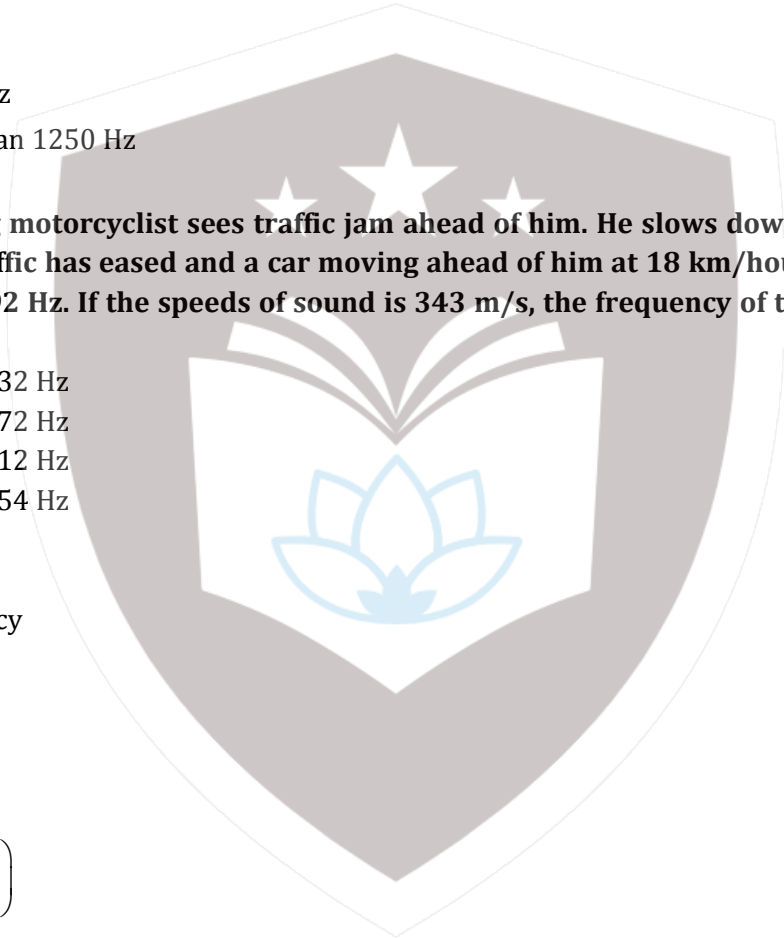 z
an 1250 Hz
motorcyclist sees traffic jam ahead of him. He slows dow
ffic has eased and a car moving ahead of him at 18 km/hou
2 Hz. If the speeds of sound is 343 m/s, the frequency of t
32 Hz
72 Hz
12 Hz
54 Hz
cy
)